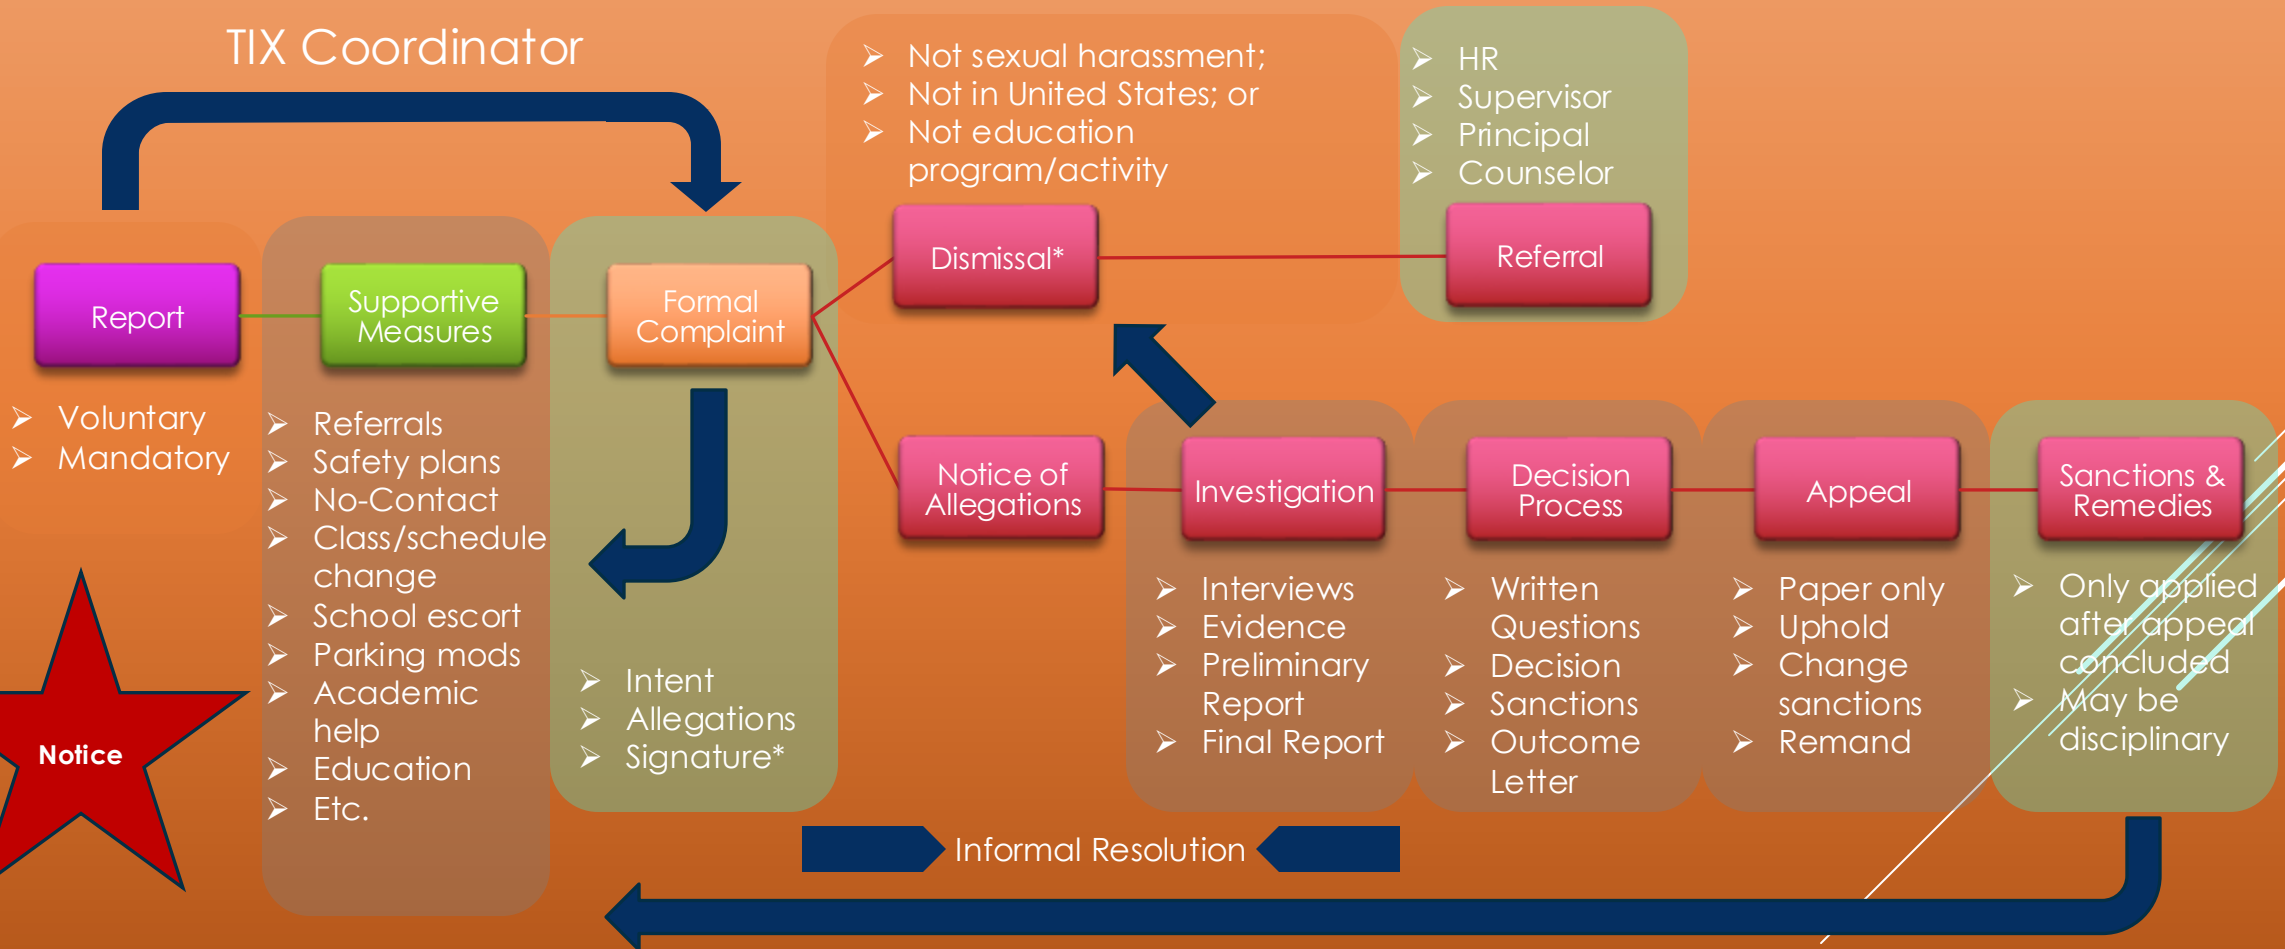 TIX Coordinator
Not sexual harassment;
Not in United States; or
Not education
program/activity
HR
Supervisor
Principal
Counselor
Dismissal*
Referral
Report
Supportive
Measures
Formal
Complaint
Voluntary
Mandatory
Referrals
Safety plans
No-Contact
Class/schedule
change
School escort
Parking mods
Academic
help
Education
Etc.
Intent
Allegations
Signature*
Notice of
Allegations
Investigation
Decision
Process
Appeal
Sanctions &
Remedies
Interviews
Evidence
Preliminary
Report
Final Report
Written
Questions
Decision
Sanctions
Outcome
Letter
Paper only
Uphold
Change
sanctions
Remand
Only applied
after appeal
concluded
May be
disciplinary
Notice
Informal Resolution